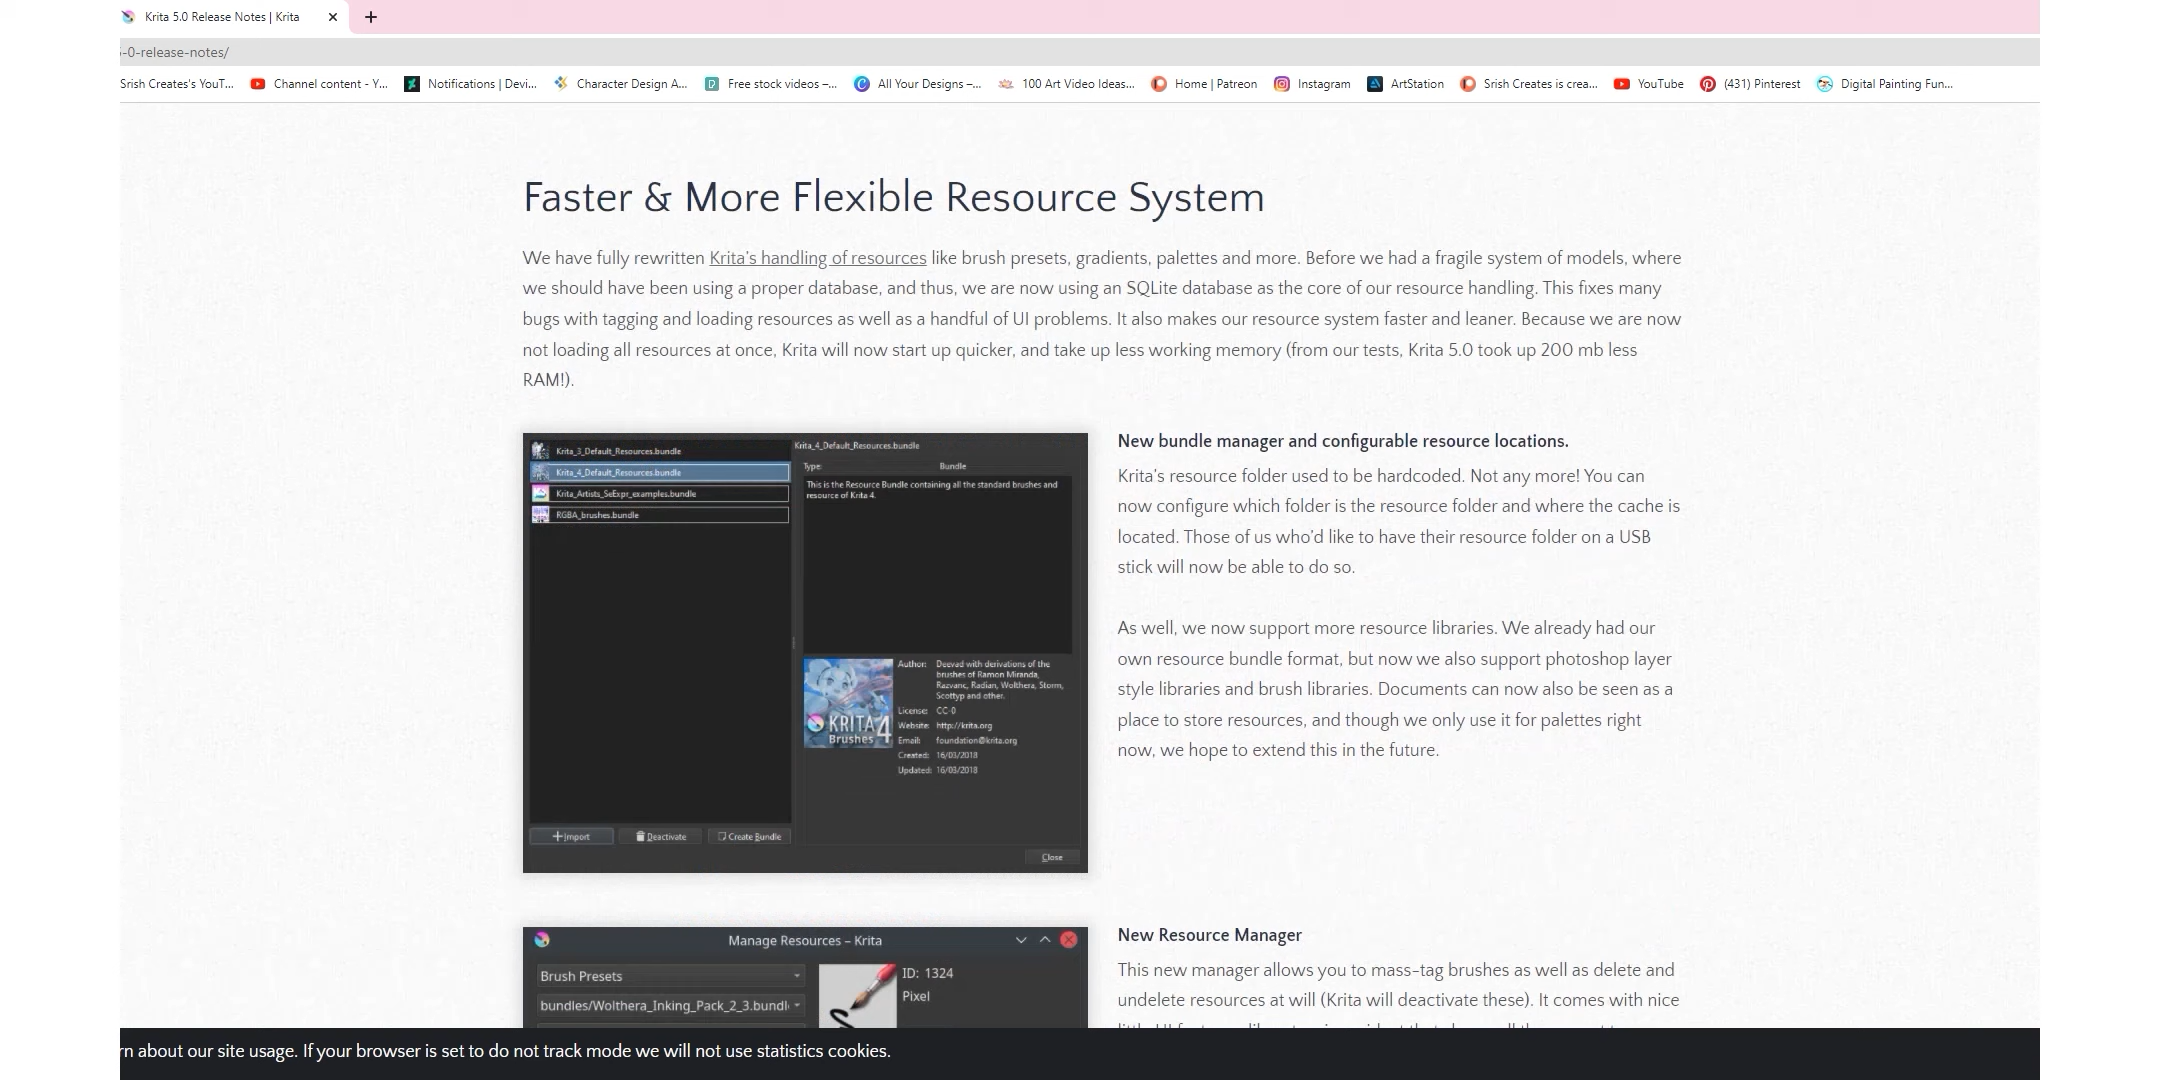 Krita 5.0 Release Notes | Krita
-0-release-notes/
Srish Creates's YouT... Channel content - Y... Notifications | Devi... Character Design A... Free stock videos –... All Your Designs –... 100 Art Video Ideas... Home | Patreon Instagram ArtStation Srish Creates is crea... YouTube (431) Pinterest Digital Painting Fun...
Faster & More Flexible Resource System
We have fully rewritten Krita's handling of resources like brush presets, gradients, palettes and more. Before we had a fragile system of models, where
we should have been using a proper database, and thus, we are now using an SQLite database as the core of our resource handling. This fixes many
bugs with tagging and loading resources as well as a handful of UI problems. It also makes our resource system faster and leaner. Because we are now
not loading all resources at once, Krita will now start up quicker, and take up less working memory (from our tests, Krita 5.0 took up 200 mb less
RAM!).
Krita_3_Default_Resources.bundle
Krita_4_Default_Resources.bundle
Krita_Artists_SeExpr_examples.bundle
RGBA_brushes.bundle
Krita_4_Default_Resources.bundle
Type: Bundle
This is the Resource Bundle containing all the standard brushes and
resource of Krita 4.
KRITA 4
Brushes
Author: Deevad with derivations of the
brushes of Ramon Miranda,
Razvanc, Radian, Wolthera, Storm,
Scottyp and other.
License: CC-0
Website: http://krita.org
Email: foundation@krita.org
Created: 16/03/2018
Updated: 16/03/2018
Import Deactivate Create Bundle
Close
New bundle manager and configurable resource locations.
Krita's resource folder used to be hardcoded. Not any more! You can
now configure which folder is the resource folder and where the cache is
located. Those of us who'd like to have their resource folder on a USB
stick will now be able to do so.
As well, we now support more resource libraries. We already had our
own resource bundle format, but now we also support photoshop layer
style libraries and brush libraries. Documents can now also be seen as a
place to store resources, and though we only use it for palettes right
now, we hope to extend this in the future.
Manage Resources – Krita
Brush Presets
bundles/Wolthera_Inking_Pack_2_3.bundl
ID: 1324
Pixel
New Resource Manager
This new manager allows you to mass-tag brushes as well as delete and
undelete resources at will (Krita will deactivate these). It comes with nice
rn about our site usage. If your browser is set to do not track mode we will not use statistics cookies.